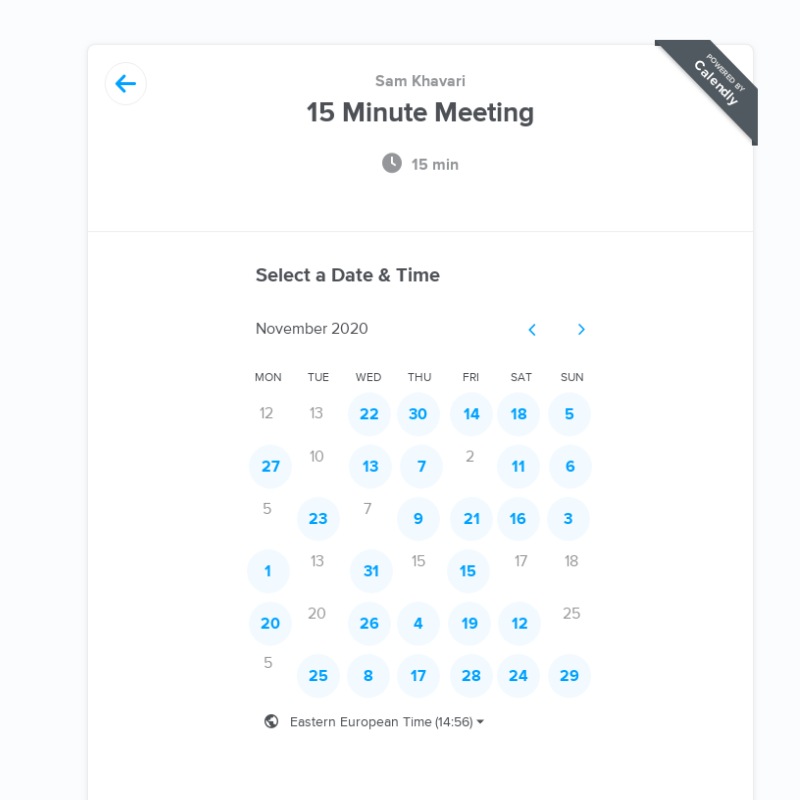 Sam Khavari
POWERED BY
Calendly
15 Minute Meeting
15 min
Select a Date & Time
November 2020
MON TUE WED THU FRI SAT SUN
12 13 22 30 14 18 5
27 10 13 7 2 11 6
5 23 7 9 21 16 3
1 13 31 15 15 17 18
20 20 26 4 19 12 25
5 25 8 17 28 24 29
Eastern European Time (14:56)